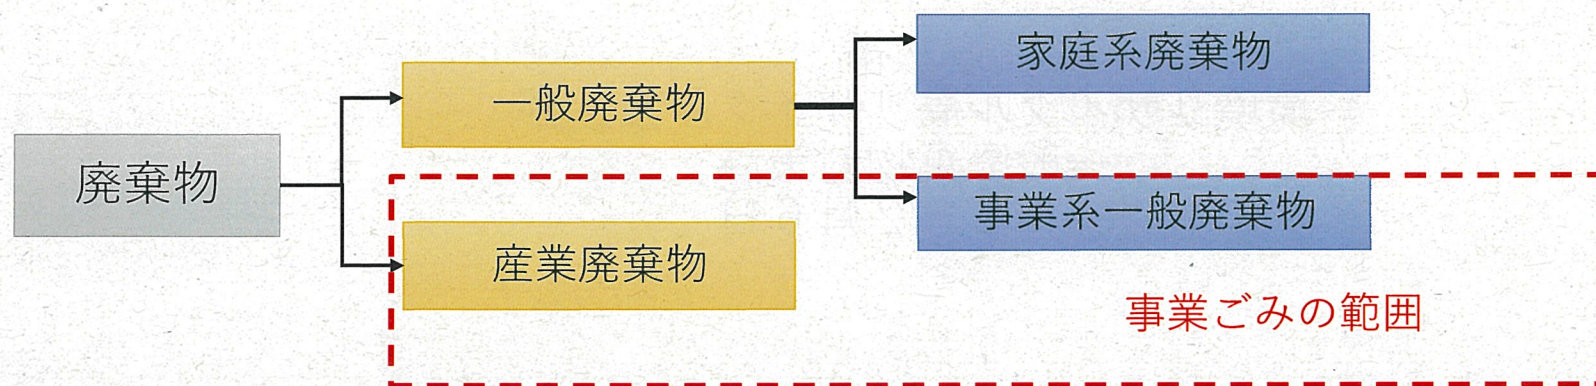 廃棄物
一般廃棄物
産業廃棄物
家庭系廃棄物
事業系一般廃棄物
事業ごみの範囲